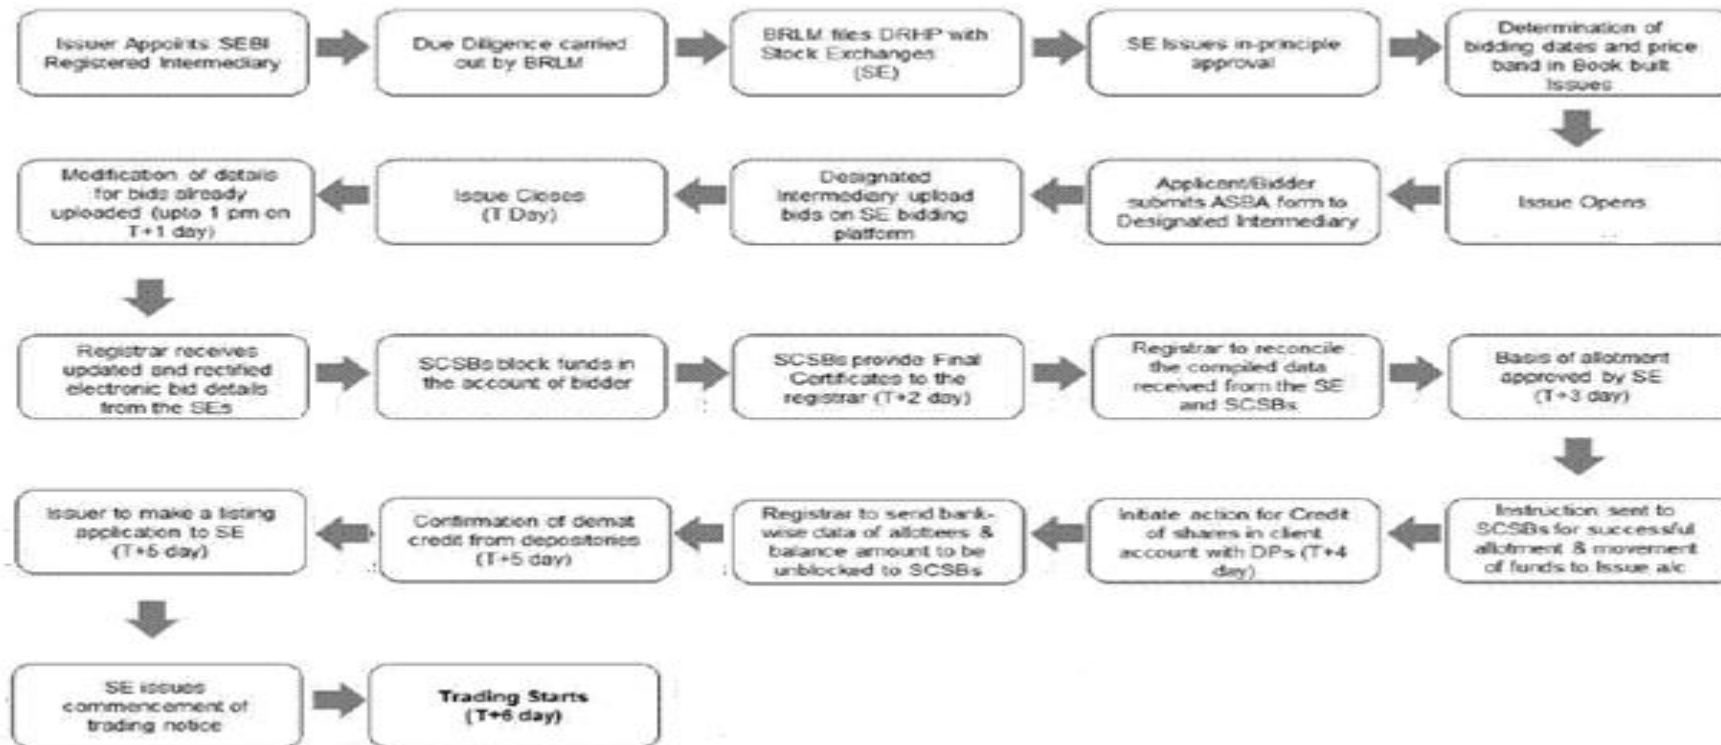 Issuer Appoints SEBI
Registered Intermediary
Due Diligence carried
out by BRLM
BRLM files DRHP with
Stock Exchanges
(SE)
SE Issues in-principle
approval
Determination of
bidding dates and price
band in Book built
Issues
Issue Opens
Applicant/Bidder
submits ASBA form to
Designated Intermediary
Designated
Intermediary upload
bids on SE bidding
platform
Issue Closes
(T Day)
Modification of details
for bids already
uploaded (upto 1 pm on
T+1 day)
Registrar receives
updated and rectified
electronic bid details
from the SEs
SCSBs block funds in
the account of bidder
SCSBs provide Final
Certificates to the
registrar (T+2 day)
Registrar to reconcile
the compiled data
received from the SE
and SCSBs
Basis of allotment
approved by SE
(T+3 day)
Instruction sent to
SCSBs for successful
allotment & movement
of funds to Issue a/c
Initiate action for Credit
of shares in client
account with DPs (T+4
day)
Registrar to send bank-
wise data of allottees &
balance amount to be
unblocked to SCSBs
Confirmation of demat
credit from depositories
(T+5 day)
Issuer to make a listing
application to SE
(T+5 day)
SE issues
commencement of
trading notice
Trading Starts
(T+6 day)